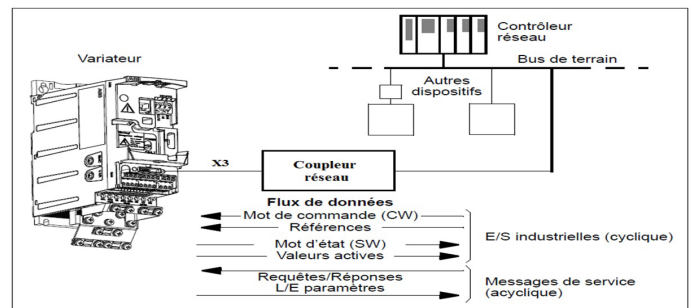 Contrôleur
réseau
Variateur
Bus de terrain
Autres
dispositifs
X3
Coupleur
réseau
Flux de données
Mot de commande (CW)
Références
Mot d'état (SW)
Valeurs actives
E/S industrielles (cyclique)
Requêtes/Réponses
L/E paramètres
Messages de service
(acyclique)